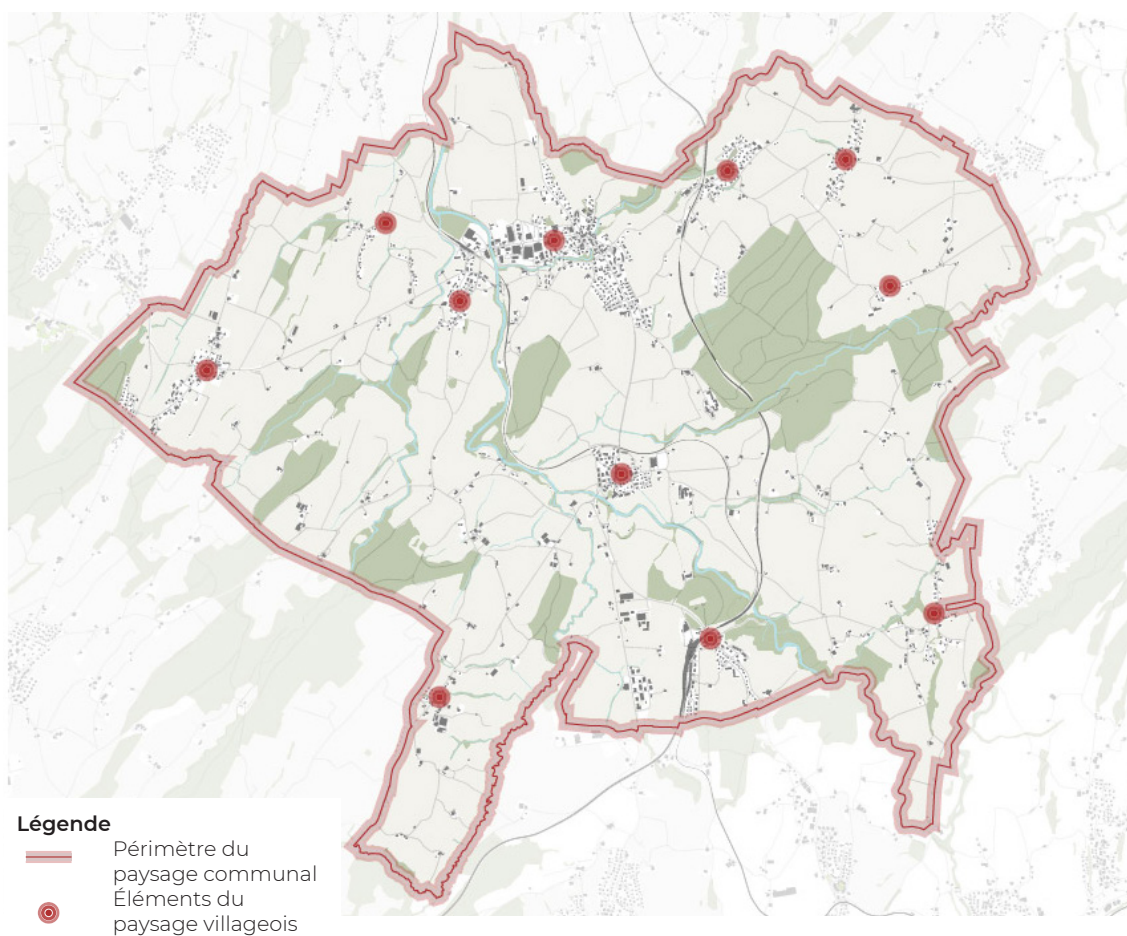 Légende
Périmètre du
paysage communal
Éléments du
paysage villageois